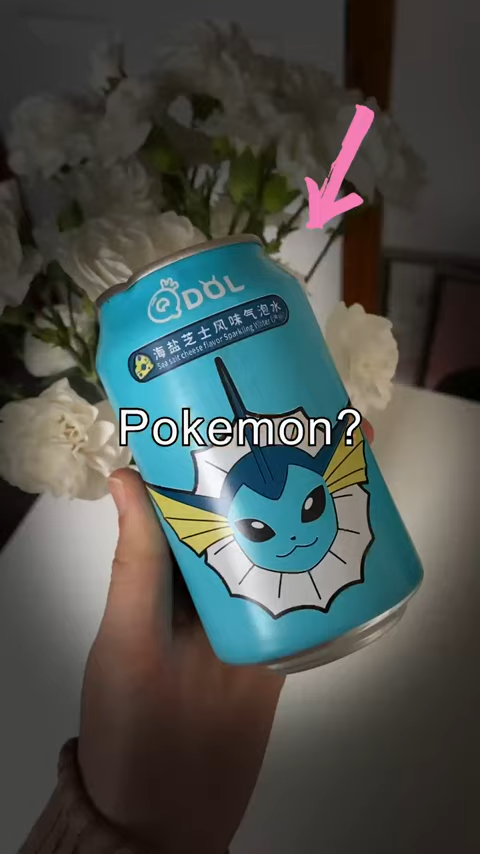 QDOL
海盐芝士风味气泡水
Sea salt cheese flavor Sparkling Water
Pokemon?